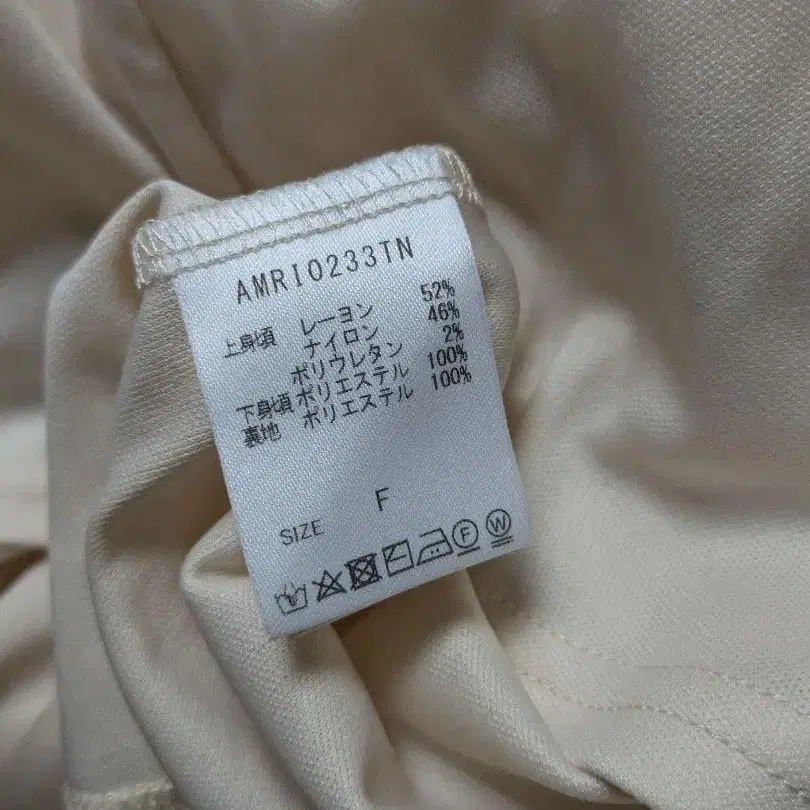 AMRI0233TN
上身頃 レーヨン 52%
ナイロン 46%
ポリウレタン 2%
下身頃 ポリエステル 100%
裏地 ポリエステル 100%
SIZE F
F W